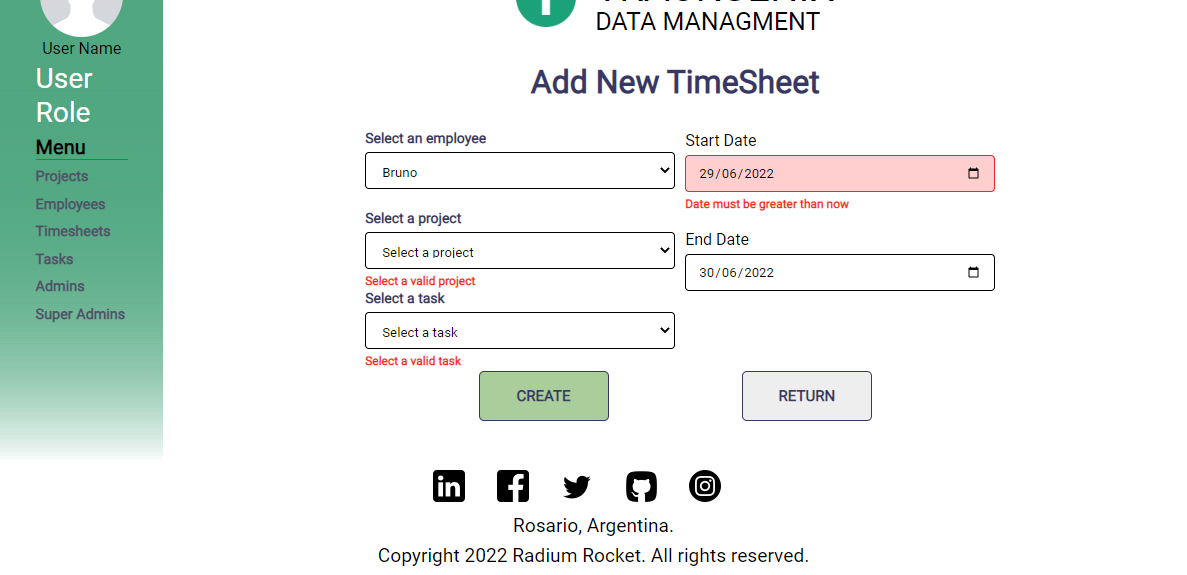 DATA MANAGMENT
User Name
User
Role
Menu
Projects
Employees
Timesheets
Tasks
Admins
Super Admins
Add New TimeSheet
Select an employee
Bruno
Select a project
Select a project
Select a valid project
Select a task
Select a task
Select a valid task
Start Date
29/06/2022
Date must be greater than now
End Date
30/06/2022
CREATE
RETURN
Rosario, Argentina.
Copyright 2022 Radium Rocket. All rights reserved.